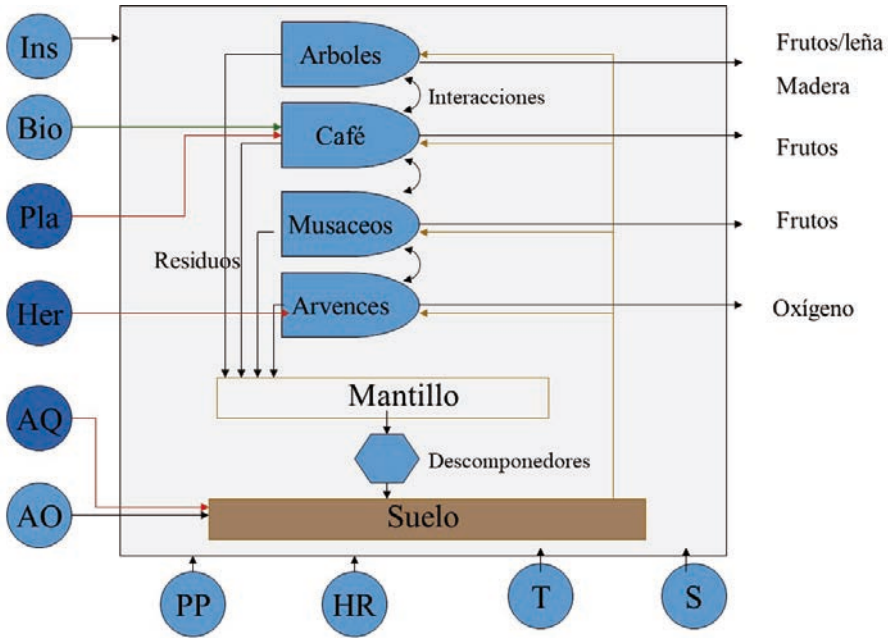 Ins
Arboles
Frutos/leña
Madera
Interacciones
Bio
Café
Frutos
Pla
Musaceos
Frutos
Residuos
Her
Arvences
Oxígeno
Mantillo
AQ
Descomponedores
AO
Suelo
PP
HR
T
S